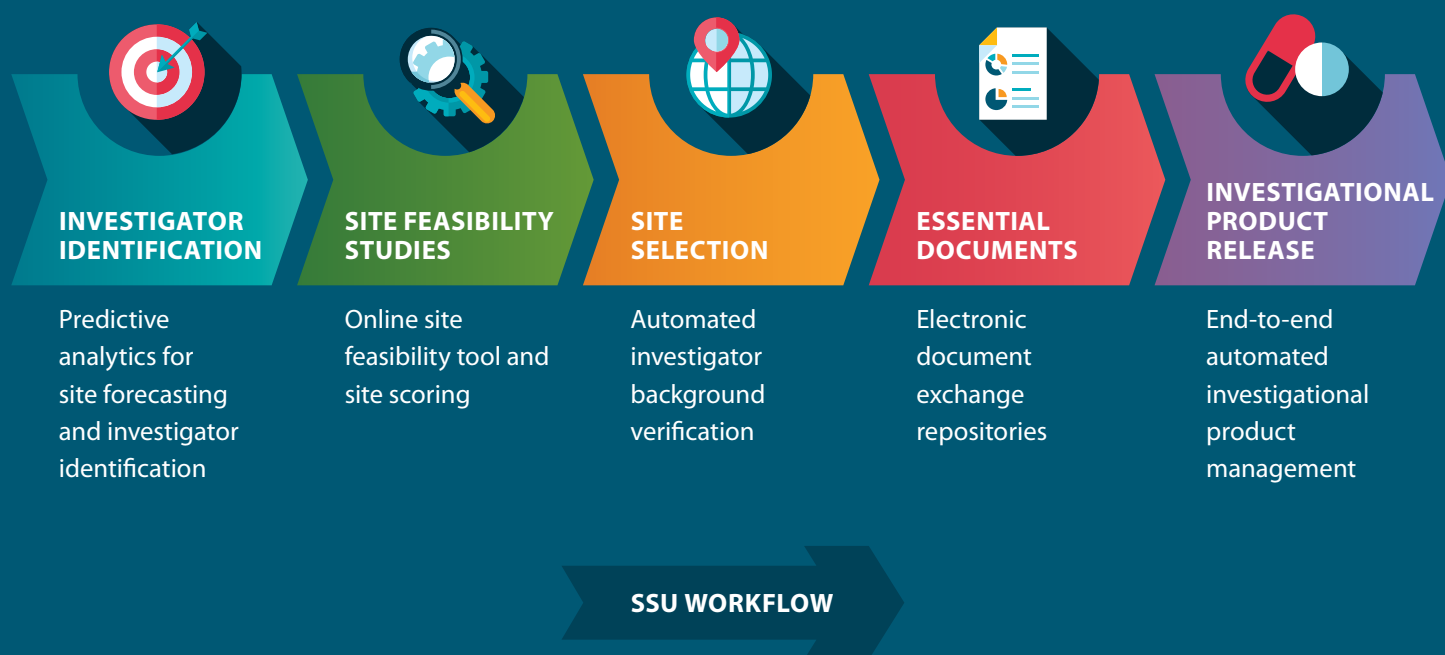 INVESTIGATOR
IDENTIFICATION
Predictive
analytics for
site forecasting
and investigator
identification
SITE FEASIBILITY
STUDIES
Online site
feasibility tool and
site scoring
SITE
SELECTION
Automated
investigator
background
verification
ESSENTIAL
DOCUMENTS
Electronic
document
exchange
repositories
INVESTIGATIONAL
PRODUCT
RELEASE
End-to-end
automated
investigational
product
management
SSU WORKFLOW